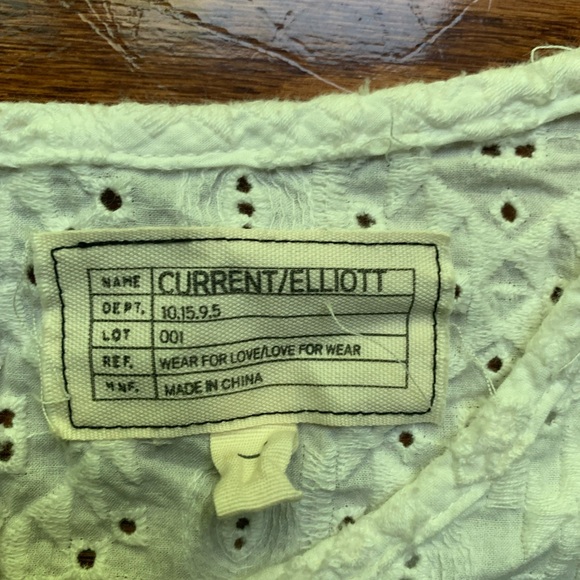 NAME CURRENT/ELLIOTT
DEPT. 10.15.9.5
LOT 001
REF. WEAR FOR LOVE/LOVE FOR WEAR
MNF. MADE IN CHINA